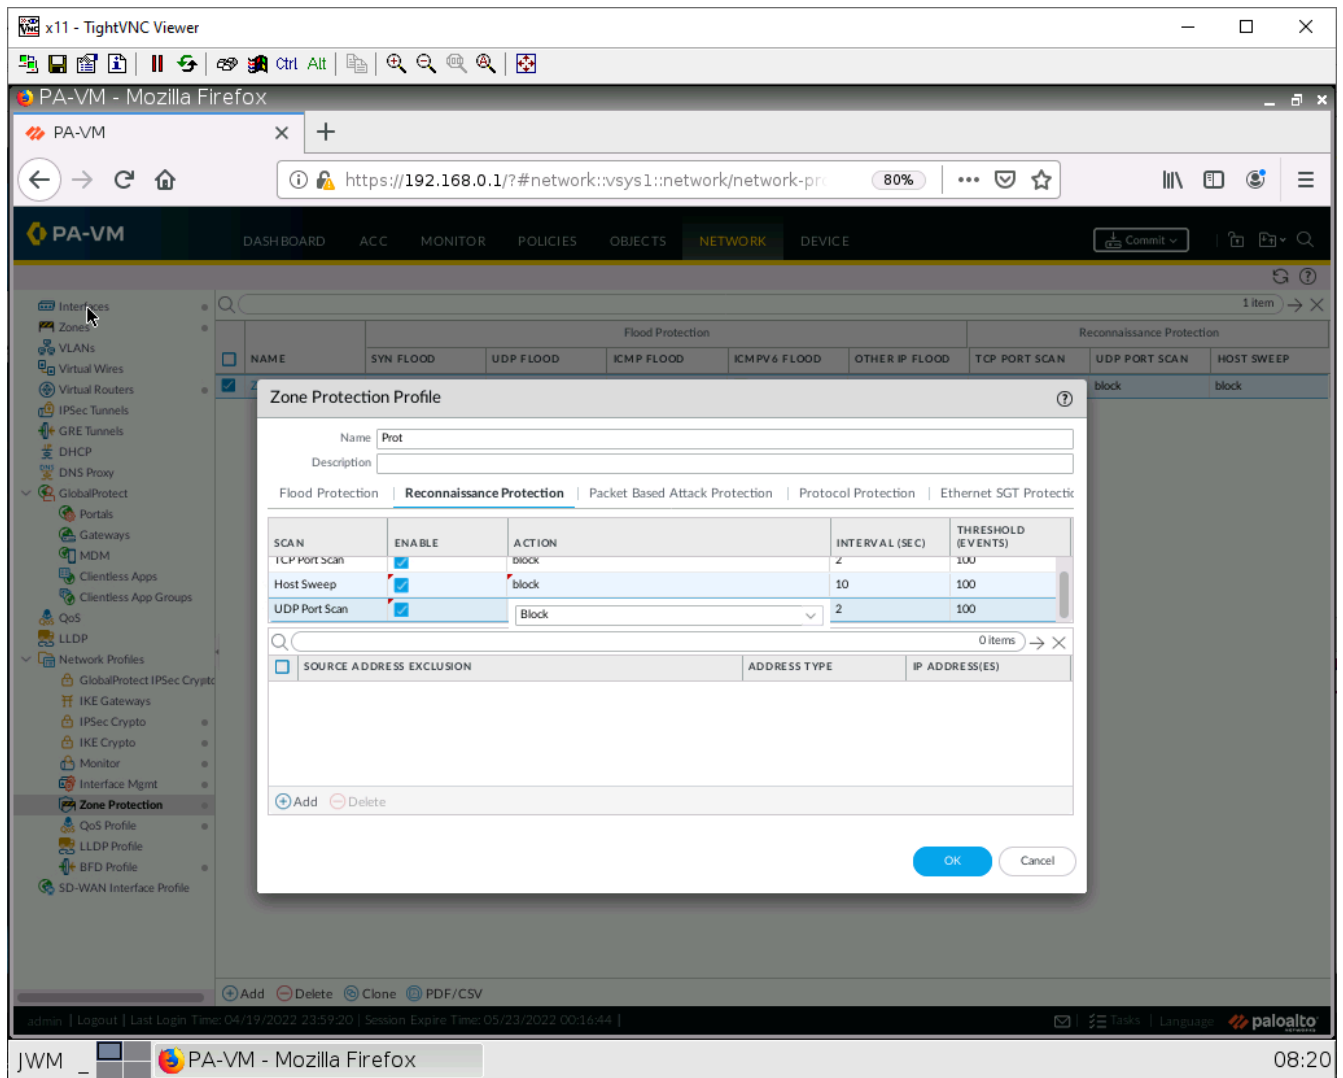 x11 - TightVNC Viewer
Ctrl Alt
PA-VM - Mozilla Firefox
PA-VM
https://192.168.0.1/?#network::vsys1::network/network-pro
80%
PA-VM
DASHBOARD ACC MONITOR POLICIES OBJECTS NETWORK DEVICE
Commit
Interfaces
Zones
VLANs
Virtual Wires
Virtual Routers
IPSec Tunnels
GRE Tunnels
DHCP
DNS Proxy
GlobalProtect
Portals
Gateways
MDM
Clientless Apps
Clientless App Groups
QoS
LLDP
Network Profiles
GlobalProtect IPSec Crypto
IKE Gateways
IPSec Crypto
IKE Crypto
Monitor
Interface Mgmt
Zone Protection
QoS Profile
LLDP Profile
BFD Profile
SD-WAN Interface Profile
1 item
Flood Protection Reconnaissance Protection
NAME SYN FLOOD UDP FLOOD ICMP FLOOD ICMPV6 FLOOD OTHER IP FLOOD TCP PORT SCAN UDP PORT SCAN HOST SWEEP
block block
Zone Protection Profile
Name Prot
Description
Flood Protection | Reconnaissance Protection | Packet Based Attack Protection | Protocol Protection | Ethernet SGT Protectic
SCAN ENABLE ACTION INTERVAL (SEC) THRESHOLD (EVENTS)
TCP Port Scan block 2 100
Host Sweep block 10 100
UDP Port Scan Block 2 100
0 items
SOURCE ADDRESS EXCLUSION ADDRESS TYPE IP ADDRESS(ES)
Add Delete
OK Cancel
Add Delete Clone PDF/CSV
admin | Logout | Last Login Time: 04/19/2022 23:59:20 | Session Expire Time: 05/23/2022 00:16:44 |
Tasks | Language paloalto
NETWORKS
JWM PA-VM - Mozilla Firefox 08:20